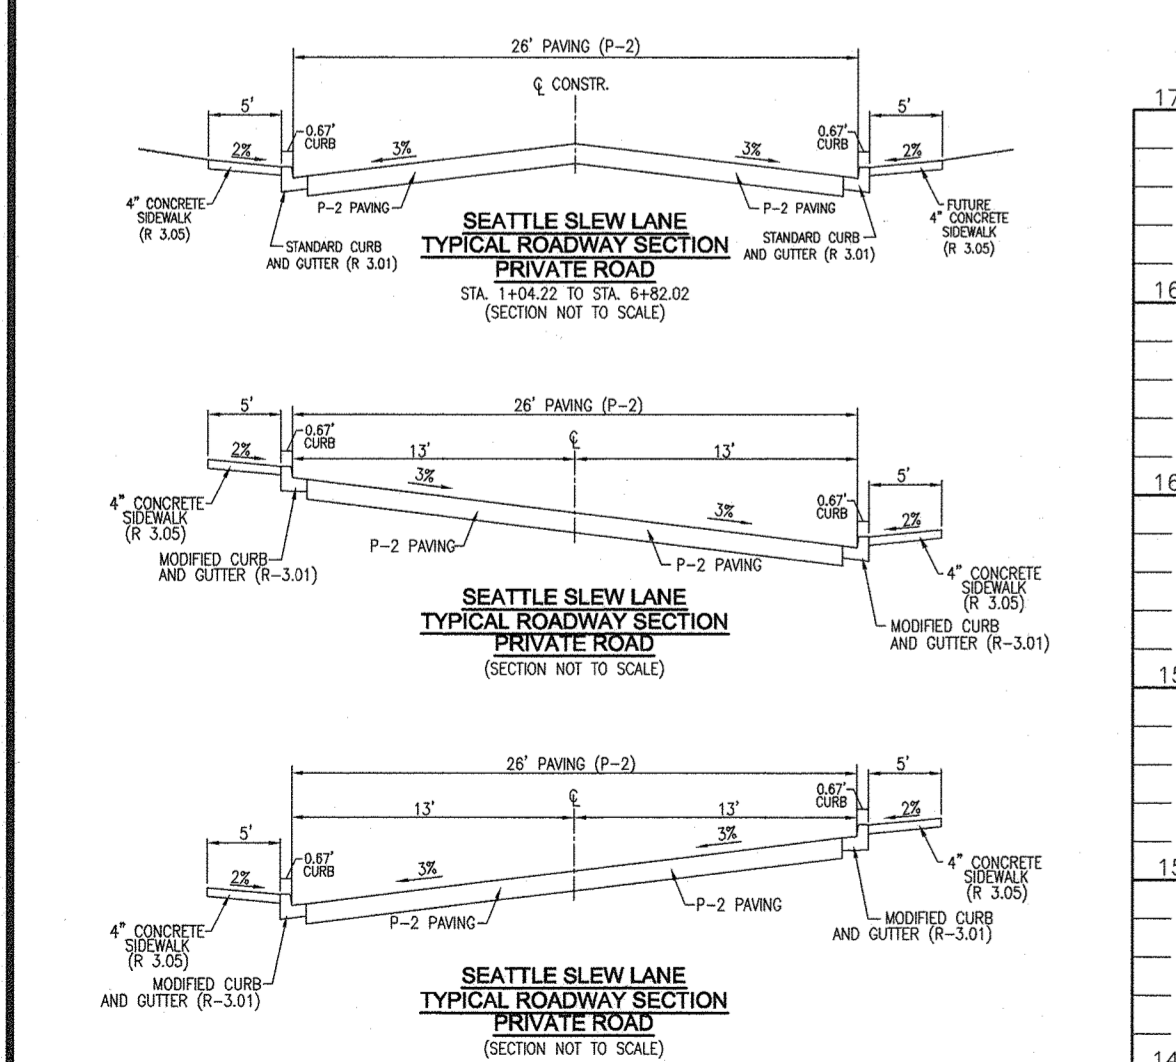 26' PAVING (P-2)
℄ CONSTR.
5'
5'
0.67'
CURB
0.67'
CURB
2%
3%
3%
2%
4" CONCRETE
SIDEWALK
(R 3.05)
P-2 PAVING
P-2 PAVING
FUTURE
4" CONCRETE
SIDEWALK
(R 3.05)
STANDARD CURB
AND GUTTER (R 3.01)
STANDARD CURB
AND GUTTER (R 3.01)
SEATTLE SLEW LANE
TYPICAL ROADWAY SECTION
PRIVATE ROAD
STA. 1+04.22 TO STA. 6+82.02
(SECTION NOT TO SCALE)
26' PAVING (P-2)
5'
0.67'
CURB
13'
℄
13'
2%
3%
5'
4" CONCRETE
SIDEWALK
(R 3.05)
0.67'
CURB
3%
2%
P-2 PAVING
P-2 PAVING
MODIFIED CURB
AND GUTTER (R-3.01)
4" CONCRETE
SIDEWALK
(R 3.05)
MODIFIED CURB
AND GUTTER (R-3.01)
SEATTLE SLEW LANE
TYPICAL ROADWAY SECTION
PRIVATE ROAD
(SECTION NOT TO SCALE)
26' PAVING (P-2)
5'
0.67'
CURB
13'
℄
13'
2%
5'
3%
0.67'
CURB
3%
2%
4" CONCRETE
SIDEWALK
(R 3.05)
P-2 PAVING
P-2 PAVING
4" CONCRETE
SIDEWALK
(R 3.05)
MODIFIED CURB
AND GUTTER (R-3.01)
MODIFIED CURB
AND GUTTER (R-3.01)
SEATTLE SLEW LANE
TYPICAL ROADWAY SECTION
PRIVATE ROAD
(SECTION NOT TO SCALE)
17
16
16
15
15